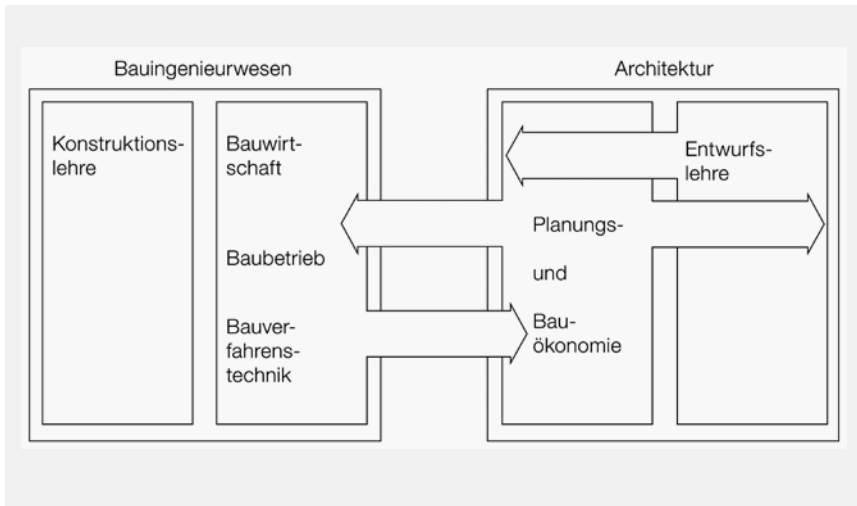 Bauingenieurwesen
Architektur
Konstruktions-
lehre
Bauwirt-
schaft
Baubetrieb
Bauver-
fahrens-
technik
Planungs-
und
Bau-
ökonomie
Entwurfs-
lehre